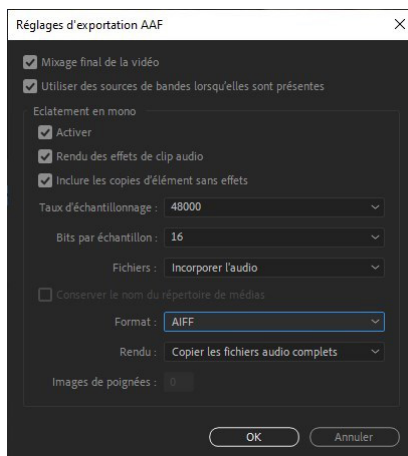 Réglages d'exportation AAF
Mixage final de la vidéo
Utiliser des sources de bandes lorsqu'elles sont présentes
Eclatement en mono
Activer
Rendu des effets de clip audio
Inclure les copies d'élément sans effets
Taux d'échantillonnage : 48000
Bits par échantillon : 16
Fichiers : Incorporer l'audio
Conserver le nom du répertoire de médias
Format : AIFF
Rendu : Copier les fichiers audio complets
Images de poignées : 0
OK Annuler